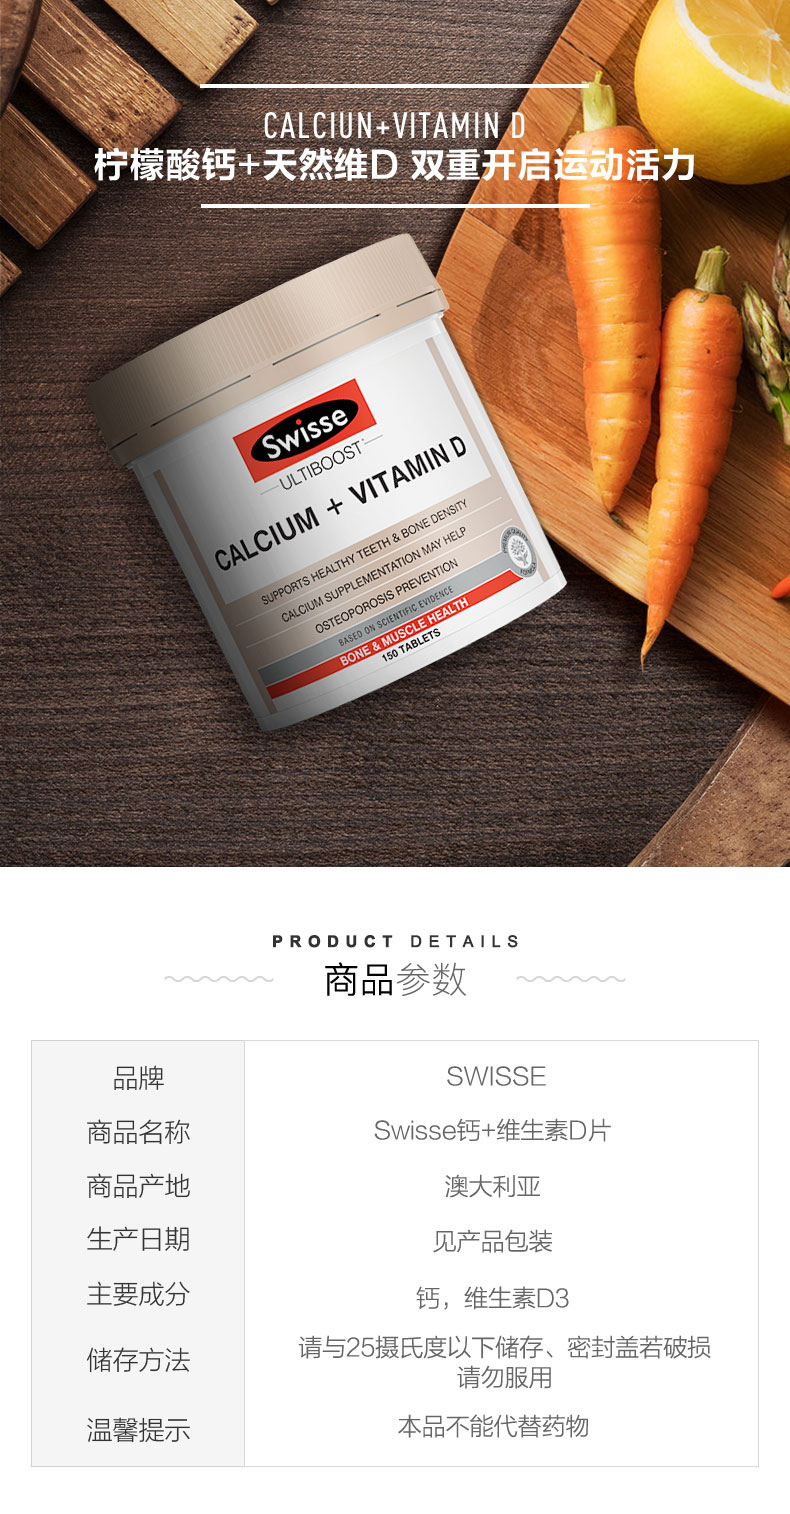 CALCIUN+VITAMIN D
柠檬酸钙+天然维D 双重开启运动活力
Swisse
ULTIBOOST
CALCIUM + VITAMIN D
SUPPORTS HEALTHY TEETH & BONE DENSITY
CALCIUM SUPPLEMENTATION MAY HELP
OSTEOPOROSIS PREVENTION
BASED ON SCIENTIFIC EVIDENCE
BONE & MUSCLE HEALTH
150 TABLETS
PRODUCT DETAILS
商品参数
品牌 SWISSE
商品名称 Swisse钙+维生素D片
商品产地 澳大利亚
生产日期 见产品包装
主要成分 钙，维生素D3
储存方法 请与25摄氏度以下储存、密封盖若破损
请勿服用
温馨提示 本品不能代替药物